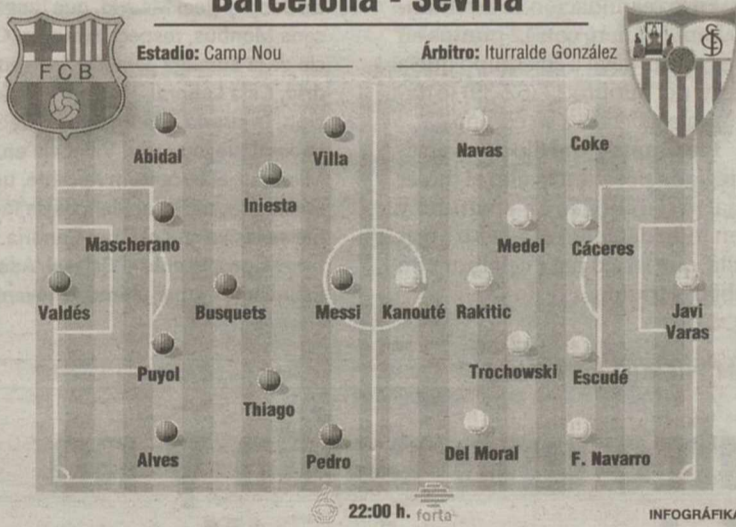 Barcelona - Sevilla
Estadio: Camp Nou
Árbitro: Iturralde González
FCB
Abidal
Villa
Navas
Coke
Iniesta
Mascherano
Medel
Cáceres
Valdés
Busquets
Messi
Kanouté
Rakitic
Javi
Varas
Puyol
Trochowski
Escudé
Thiago
Alves
Pedro
Del Moral
F. Navarro
22:00 h.
forta
INFOGRÁFIKA